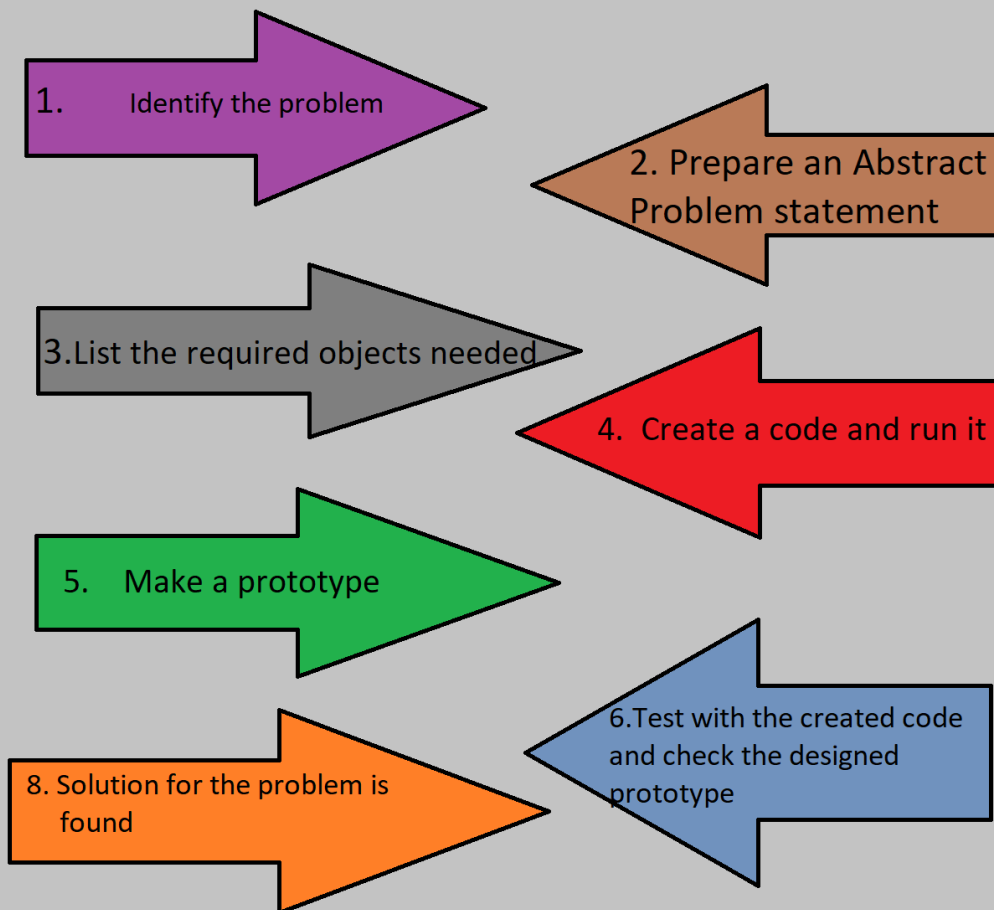 1. Identify the problem
2. Prepare an Abstract
Problem statement
3.List the required objects needed
4. Create a code and run it
5. Make a prototype
6.Test with the created code
and check the designed
prototype
8. Solution for the problem is
found